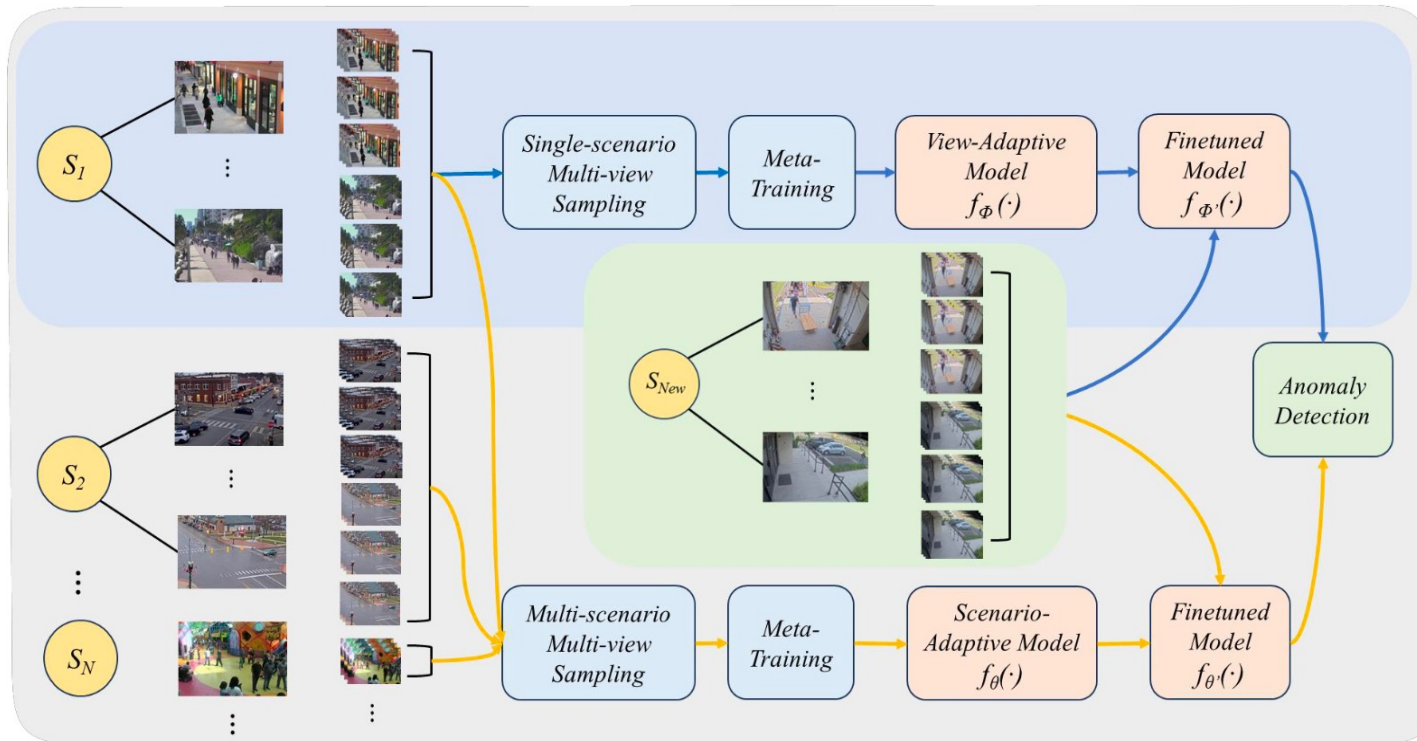 S1
⋮
Single-scenario
Multi-view
Sampling
Meta-
Training
View-Adaptive
Model
fΦ(·)
Finetuned
Model
fΦ'(·)
SNew
⋮
Anomaly
Detection
S2
⋮
⋮
SN
⋮
⋮
Multi-scenario
Multi-view
Sampling
Meta-
Training
Scenario-
Adaptive Model
fθ(·)
Finetuned
Model
fθ'(·)